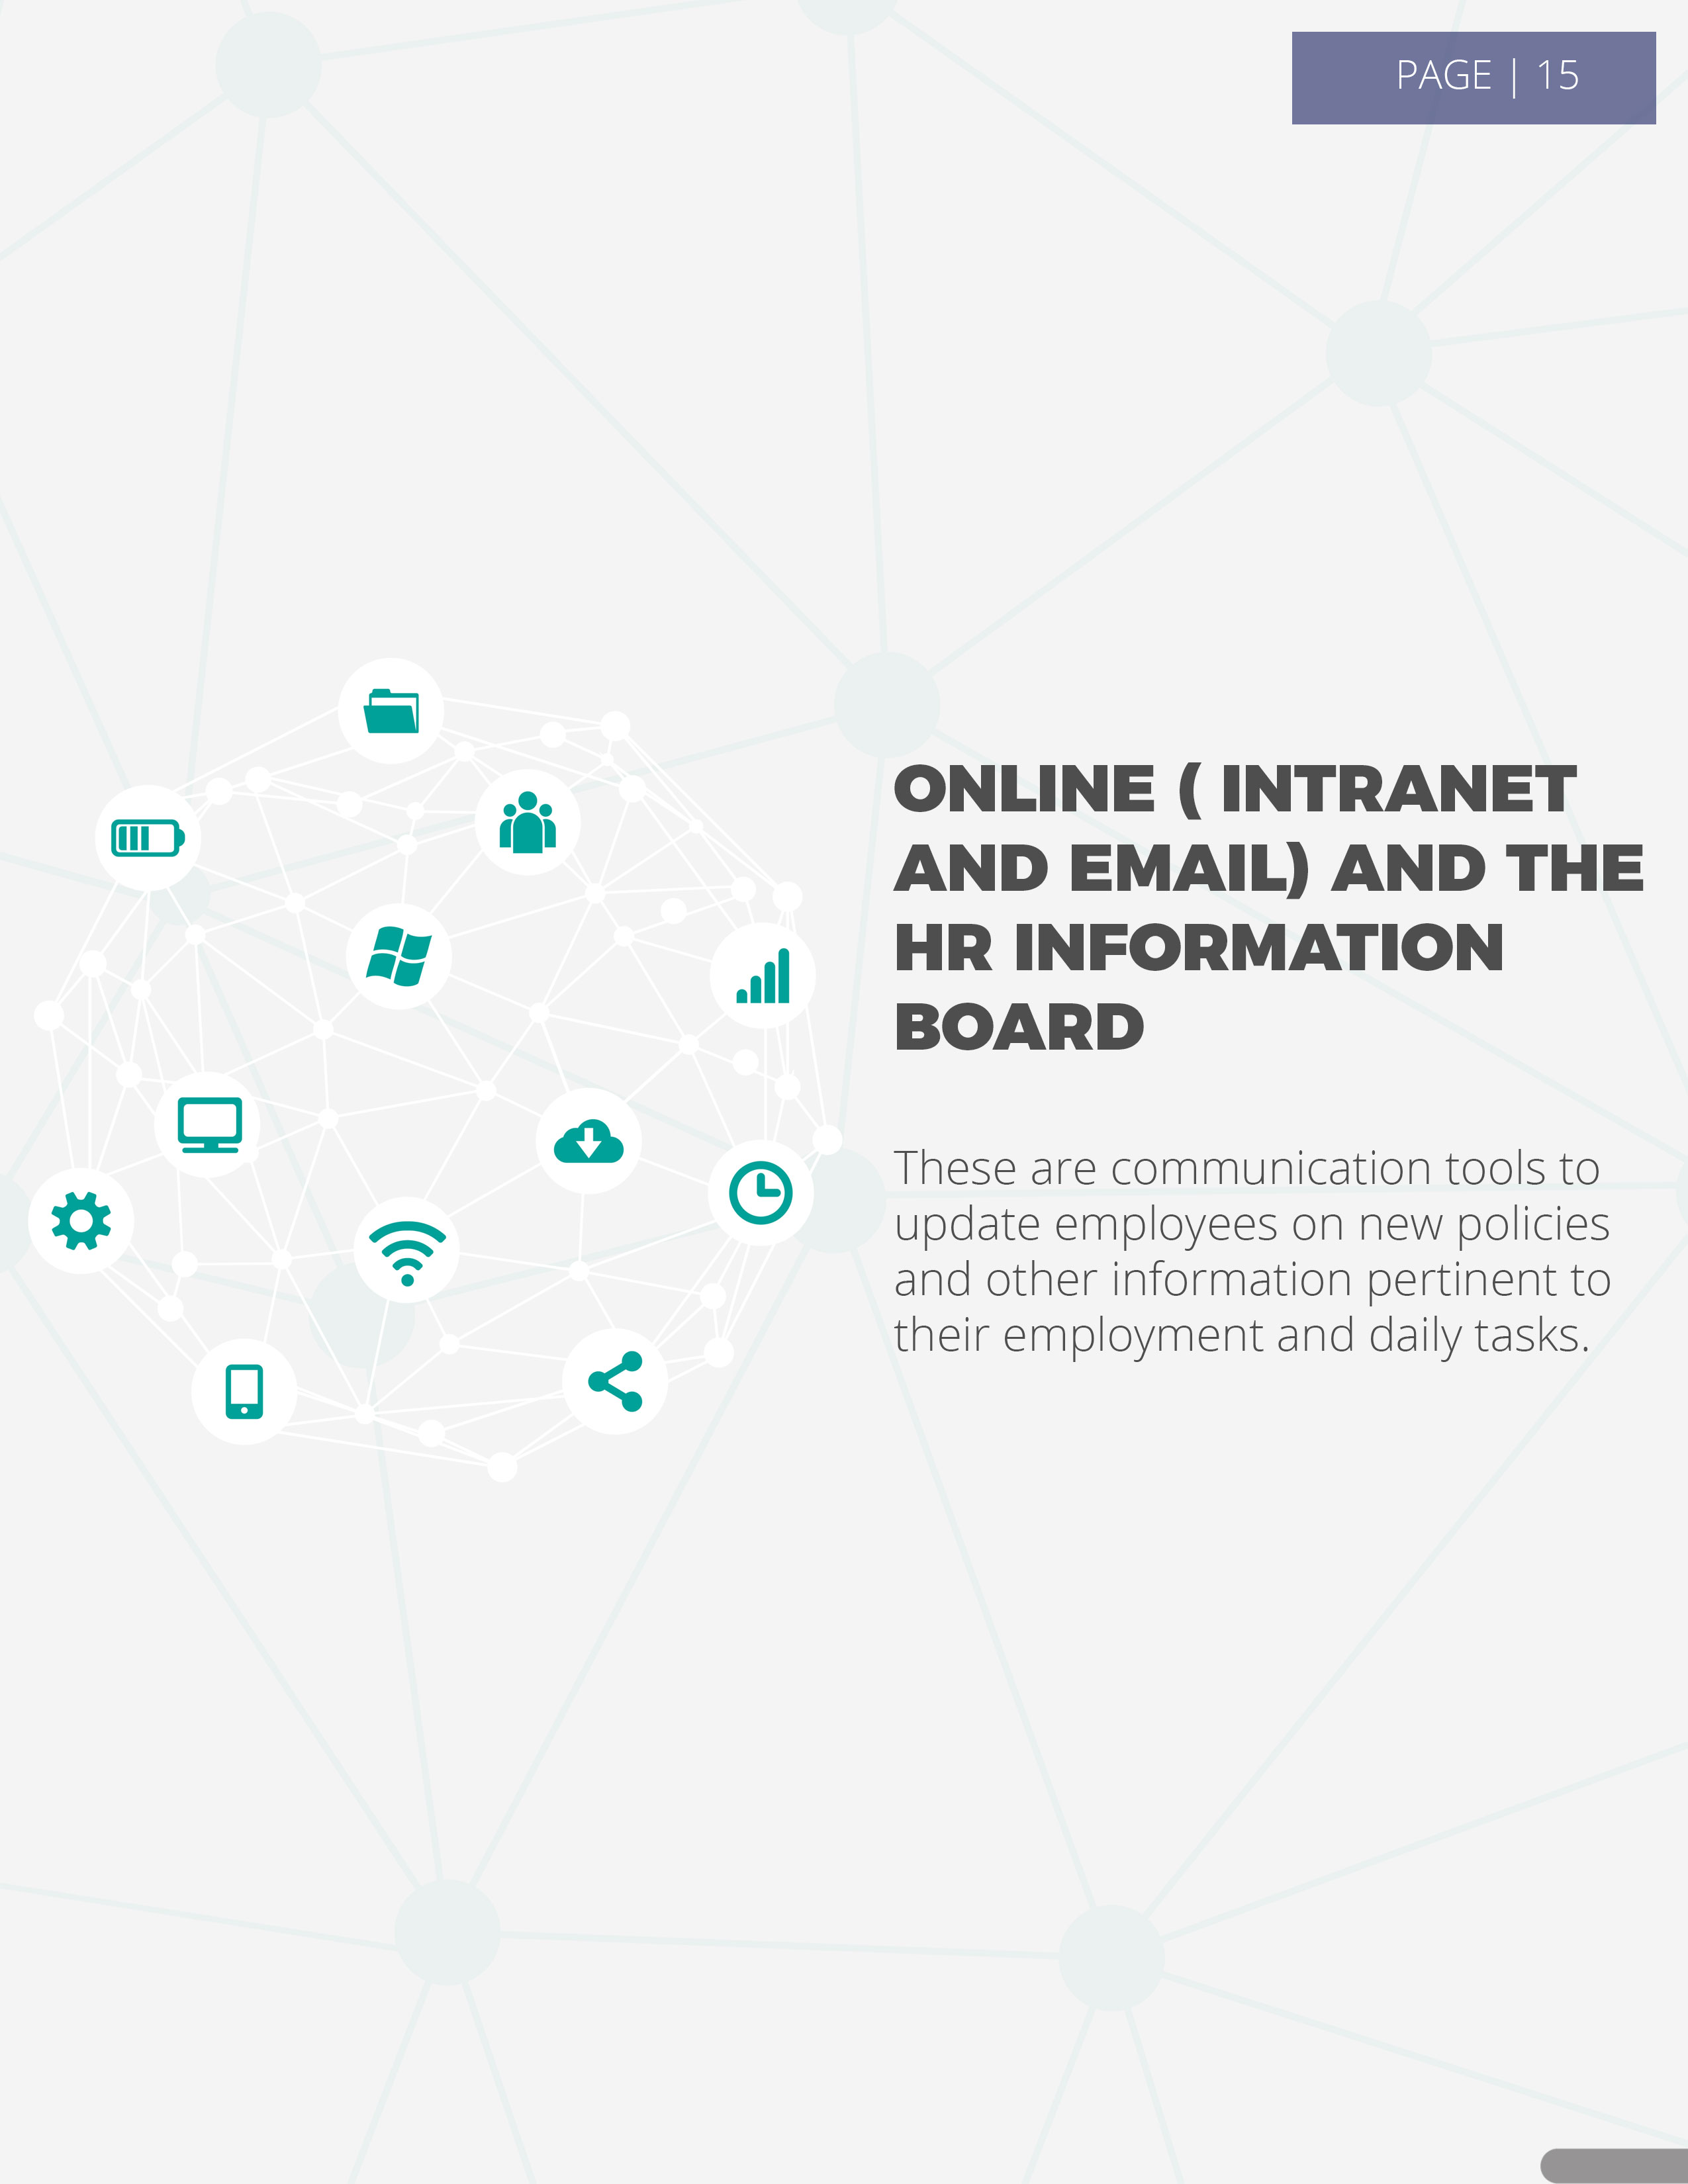 PAGE | 15
ONLINE ( INTRANET
AND EMAIL) AND THE
HR INFORMATION
BOARD
These are communication tools to
update employees on new policies
and other information pertinent to
their employment and daily tasks.